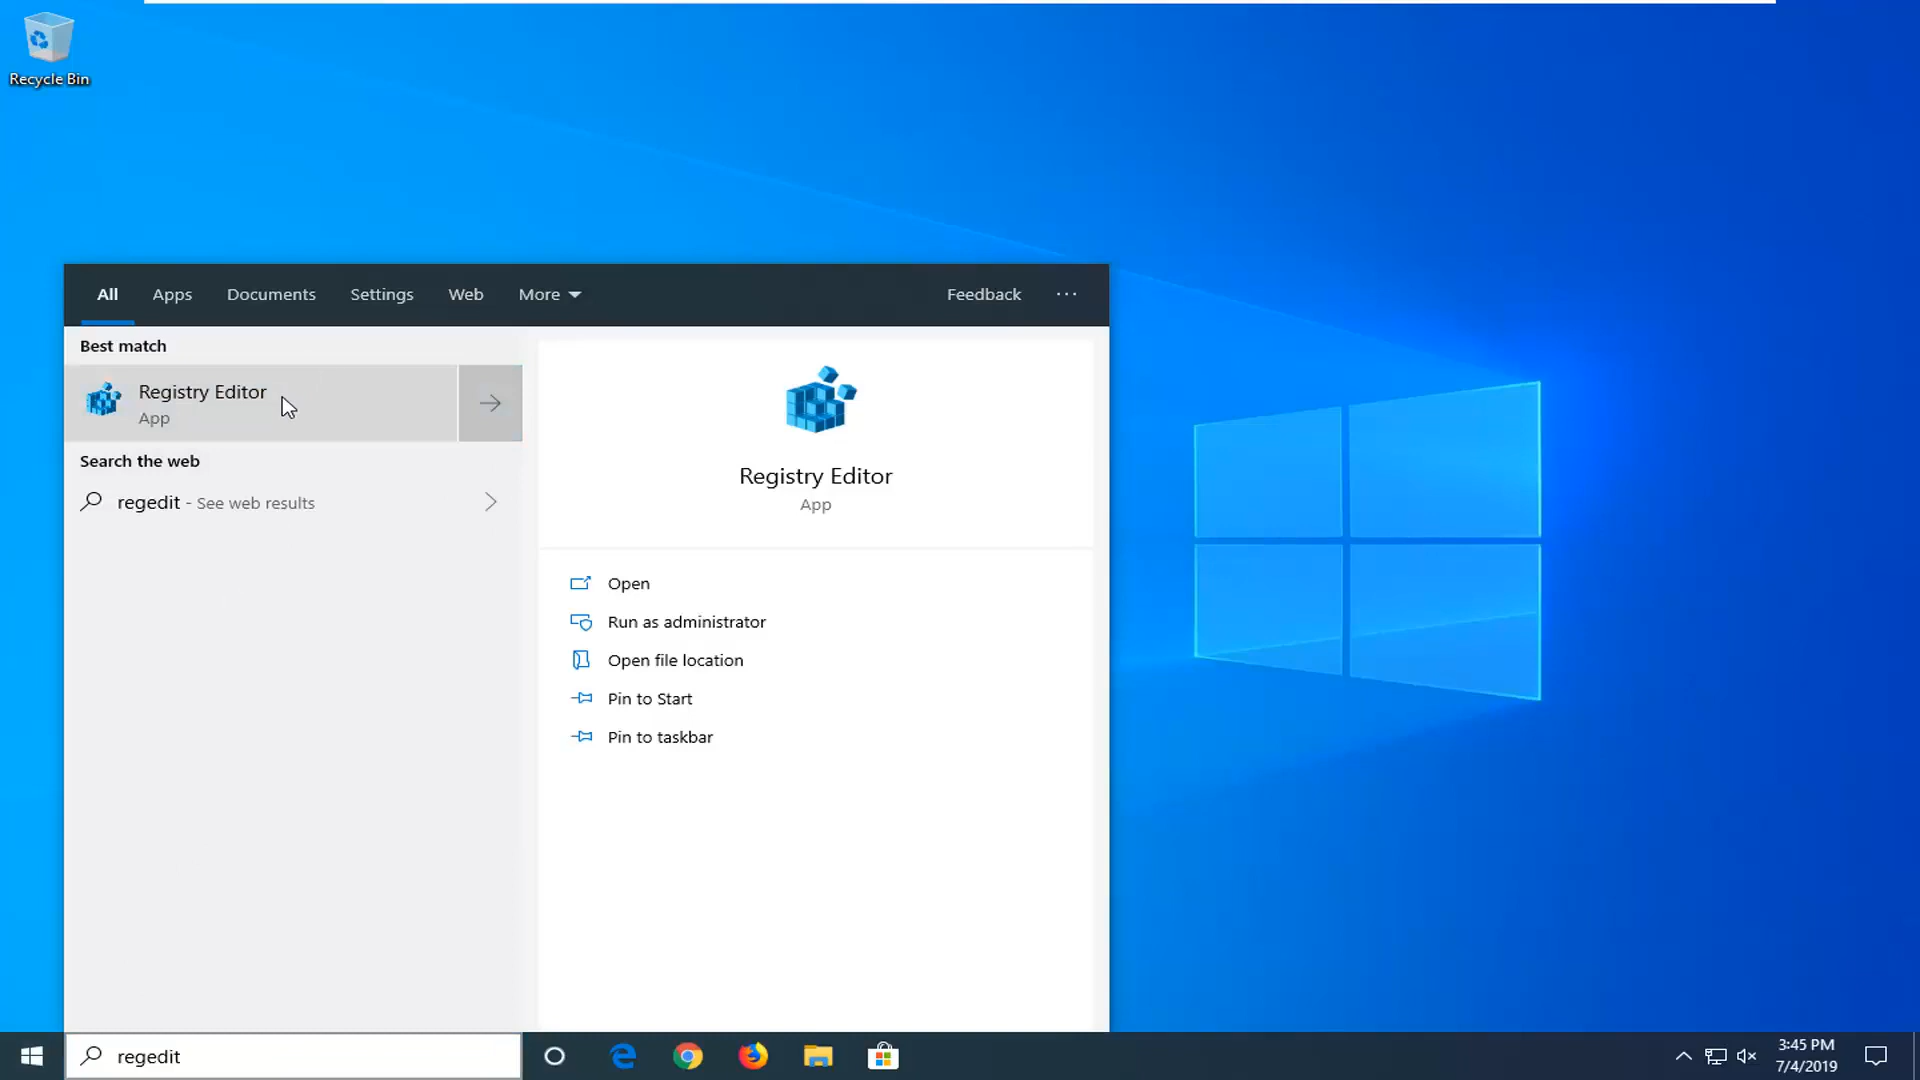 Recycle Bin
All Apps Documents Settings Web More Feedback ···
Best match
Registry Editor
App
Search the web
regedit - See web results
Registry Editor
App
Open
Run as administrator
Open file location
Pin to Start
Pin to taskbar
regedit
3:45 PM
7/4/2019